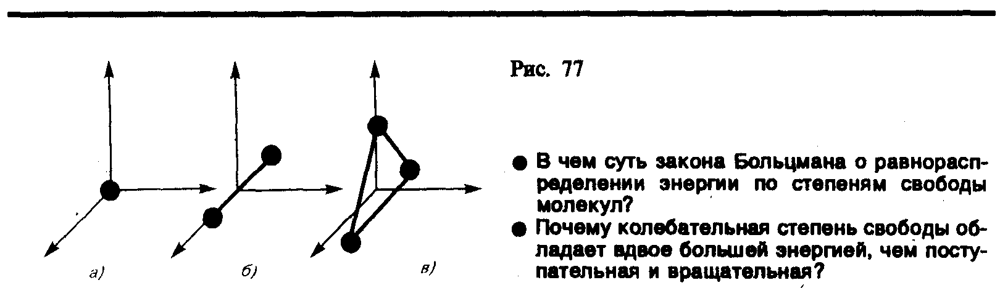 Рис. 77
● В чем суть закона Больцмана о равнорасп-
ределении энергии по степеням свободы
молекул?
● Почему колебательная степень свободы об-
ладает вдвое большей энергией, чем посту-
пательная и вращательная?
а)
б)
в)